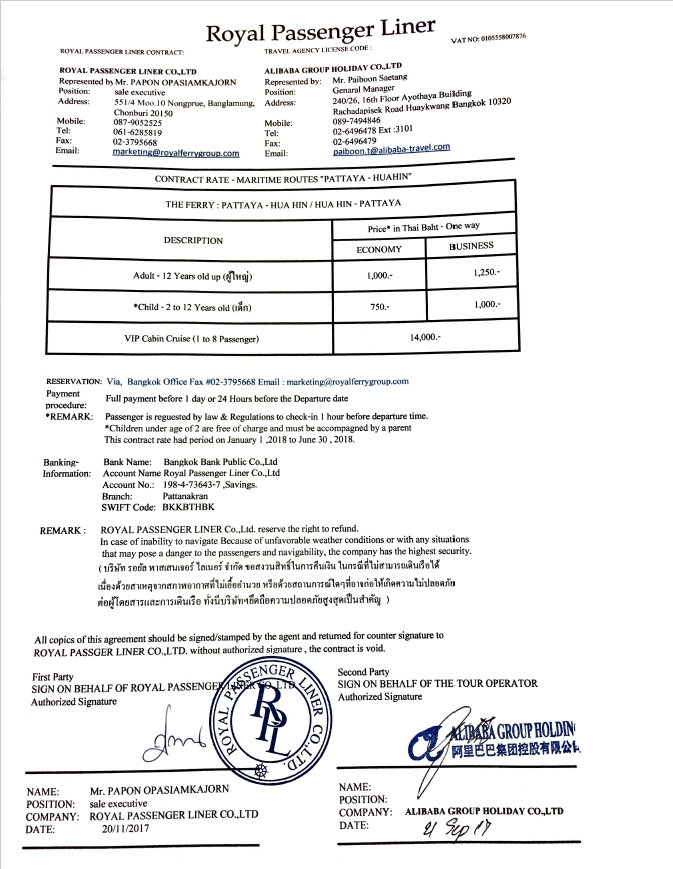 Royal Passenger Liner
VAT NO: 0105558007876
ROYAL PASSENGER LINER CONTRACT:
TRAVEL AGENCY LICENSE CODE :
ROYAL PASSENGER LINER CO.,LTD
Represented by Mr. PAPON OPASIAMKAJORN
Position: sale executive
Address: 551/4 Moo.10 Nongprue, Banglamung,
Chonburi 20150
Mobile: 087-9052525
Tel: 061-6285819
Fax: 02-3795668
Email: marketing@royalferrygroup.com
ALIBABA GROUP HOLIDAY CO.,LTD
Represented by: Mr. Paiboon Saetang
Position: Genaral Manager
Address: 240/26, 16th Floor Ayothaya Building
Rachadapisek Road Huaykwang Bangkok 10320
Mobile: 089-7494846
Tel: 02-6496478 Ext :3101
Fax: 02-6496479
Email: paiboon.t@alibaba-travel.com
CONTRACT RATE - MARITIME ROUTES "PATTAYA - HUAHIN"
THE FERRY : PATTAYA - HUA HIN / HUA HIN - PATTAYA
DESCRIPTION
Price* in Thai Baht - One way
ECONOMY BUSINESS
Adult - 12 Years old up (ผู้ใหญ่) 1,000.- 1,250.-
*Child - 2 to 12 Years old (เด็ก) 750.- 1,000.-
VIP Cabin Cruise (1 to 8 Passenger) 14,000.-
RESERVATION: Via, Bangkok Office Fax #02-3795668 Email : marketing@royalferrygroup.com
Payment
procedure: Full payment before 1 day or 24 Hours before the Departure date
*REMARK: Passenger is reguested by law & Regulations to check-in 1 hour before departure time.
*Children under age of 2 are free of charge and must be accompagned by a parent
This contract rate had period on January 1 ,2018 to June 30 , 2018.
Banking- Bank Name: Bangkok Bank Public Co.,Ltd
Information: Account Name Royal Passenger Liner Co.,Ltd
Account No.: 198-4-73643-7 ,Savings.
Branch: Pattanakran
SWIFT Code: BKKBTHBK
REMARK : ROYAL PASSENGER LINER CO.,Ltd. reserve the right to refund.
In case of inability to navigate Because of unfavorable weather conditions or with any situations
that may pose a danger to the passengers and navigability, the company has the highest security.
( บริษัท รอยัล พาสเสนเจอร์ ไลเนอร์ จำกัด ขอสงวนสิทธิ์ในการคืนเงิน ในกรณีที่ไม่สามารถเดินเรือได้
เนื่องด้วยสาเหตุจากสภาพอากาศที่ไม่เอื้ออำนวย หรือด้วยสถานการณ์ใดๆที่อาจก่อให้เกิดความไม่ปลอดภัย
ต่อผู้โดยสารและการเดินเรือ ทั้งนี้บริษัทฯยึดถือความปลอดภัยสูงสุดเป็นสำคัญ )
All copies of this agreement should be signed/stamped by the agent and returned for counter signature to
ROYAL PASSGER LINER CO.,LTD. without authorized signature , the contract is void.
First Party
SIGN ON BEHALF OF ROYAL PASSENGER LINER CO.,LTD
Authorized Signature
ROYAL PASSENGER LINER CO.,LTD.
RPL
Second Party
SIGN ON BEHALF OF THE TOUR OPERATOR
Authorized Signature
ALIBABA GROUP HOLDIN
阿里巴巴集团控股有限公
NAME: Mr. PAPON OPASIAMKAJORN
POSITION: sale executive
COMPANY: ROYAL PASSENGER LINER CO.,LTD
DATE: 20/11/2017
NAME:
POSITION:
COMPANY: ALIBABA GROUP HOLIDAY CO.,LTD
DATE: 21 Sep 17